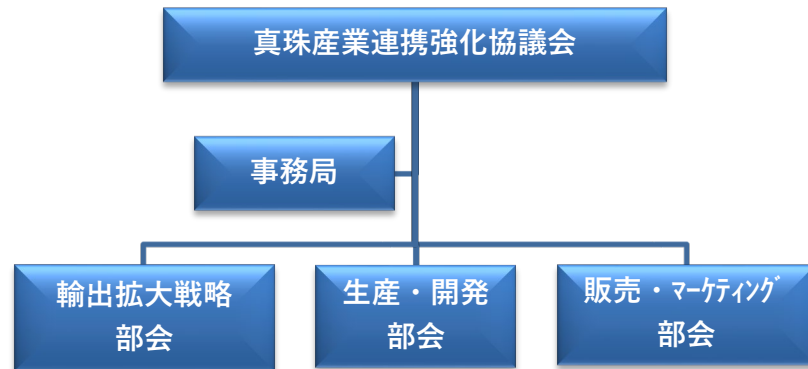 真珠産業連携強化協議会
事務局
輸出拡大戦略
部会
生産・開発
部会
販売・ﾏｰｹﾃｨﾝｸﾞ
部会